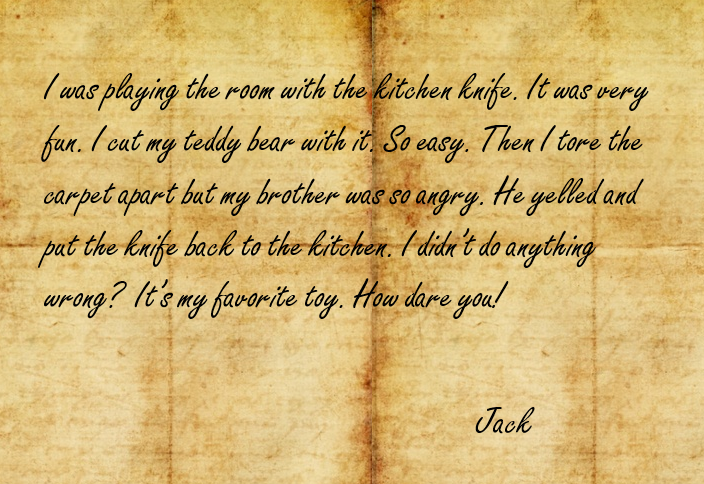 I was playing the room with the kitchen knife. It was very
fun. I cut my teddy bear with it. So easy. Then I tore the
carpet apart but my brother was so angry. He yelled and
put the knife back to the kitchen. I didn't do anything
wrong? It's my favorite toy. How dare you!
Jack